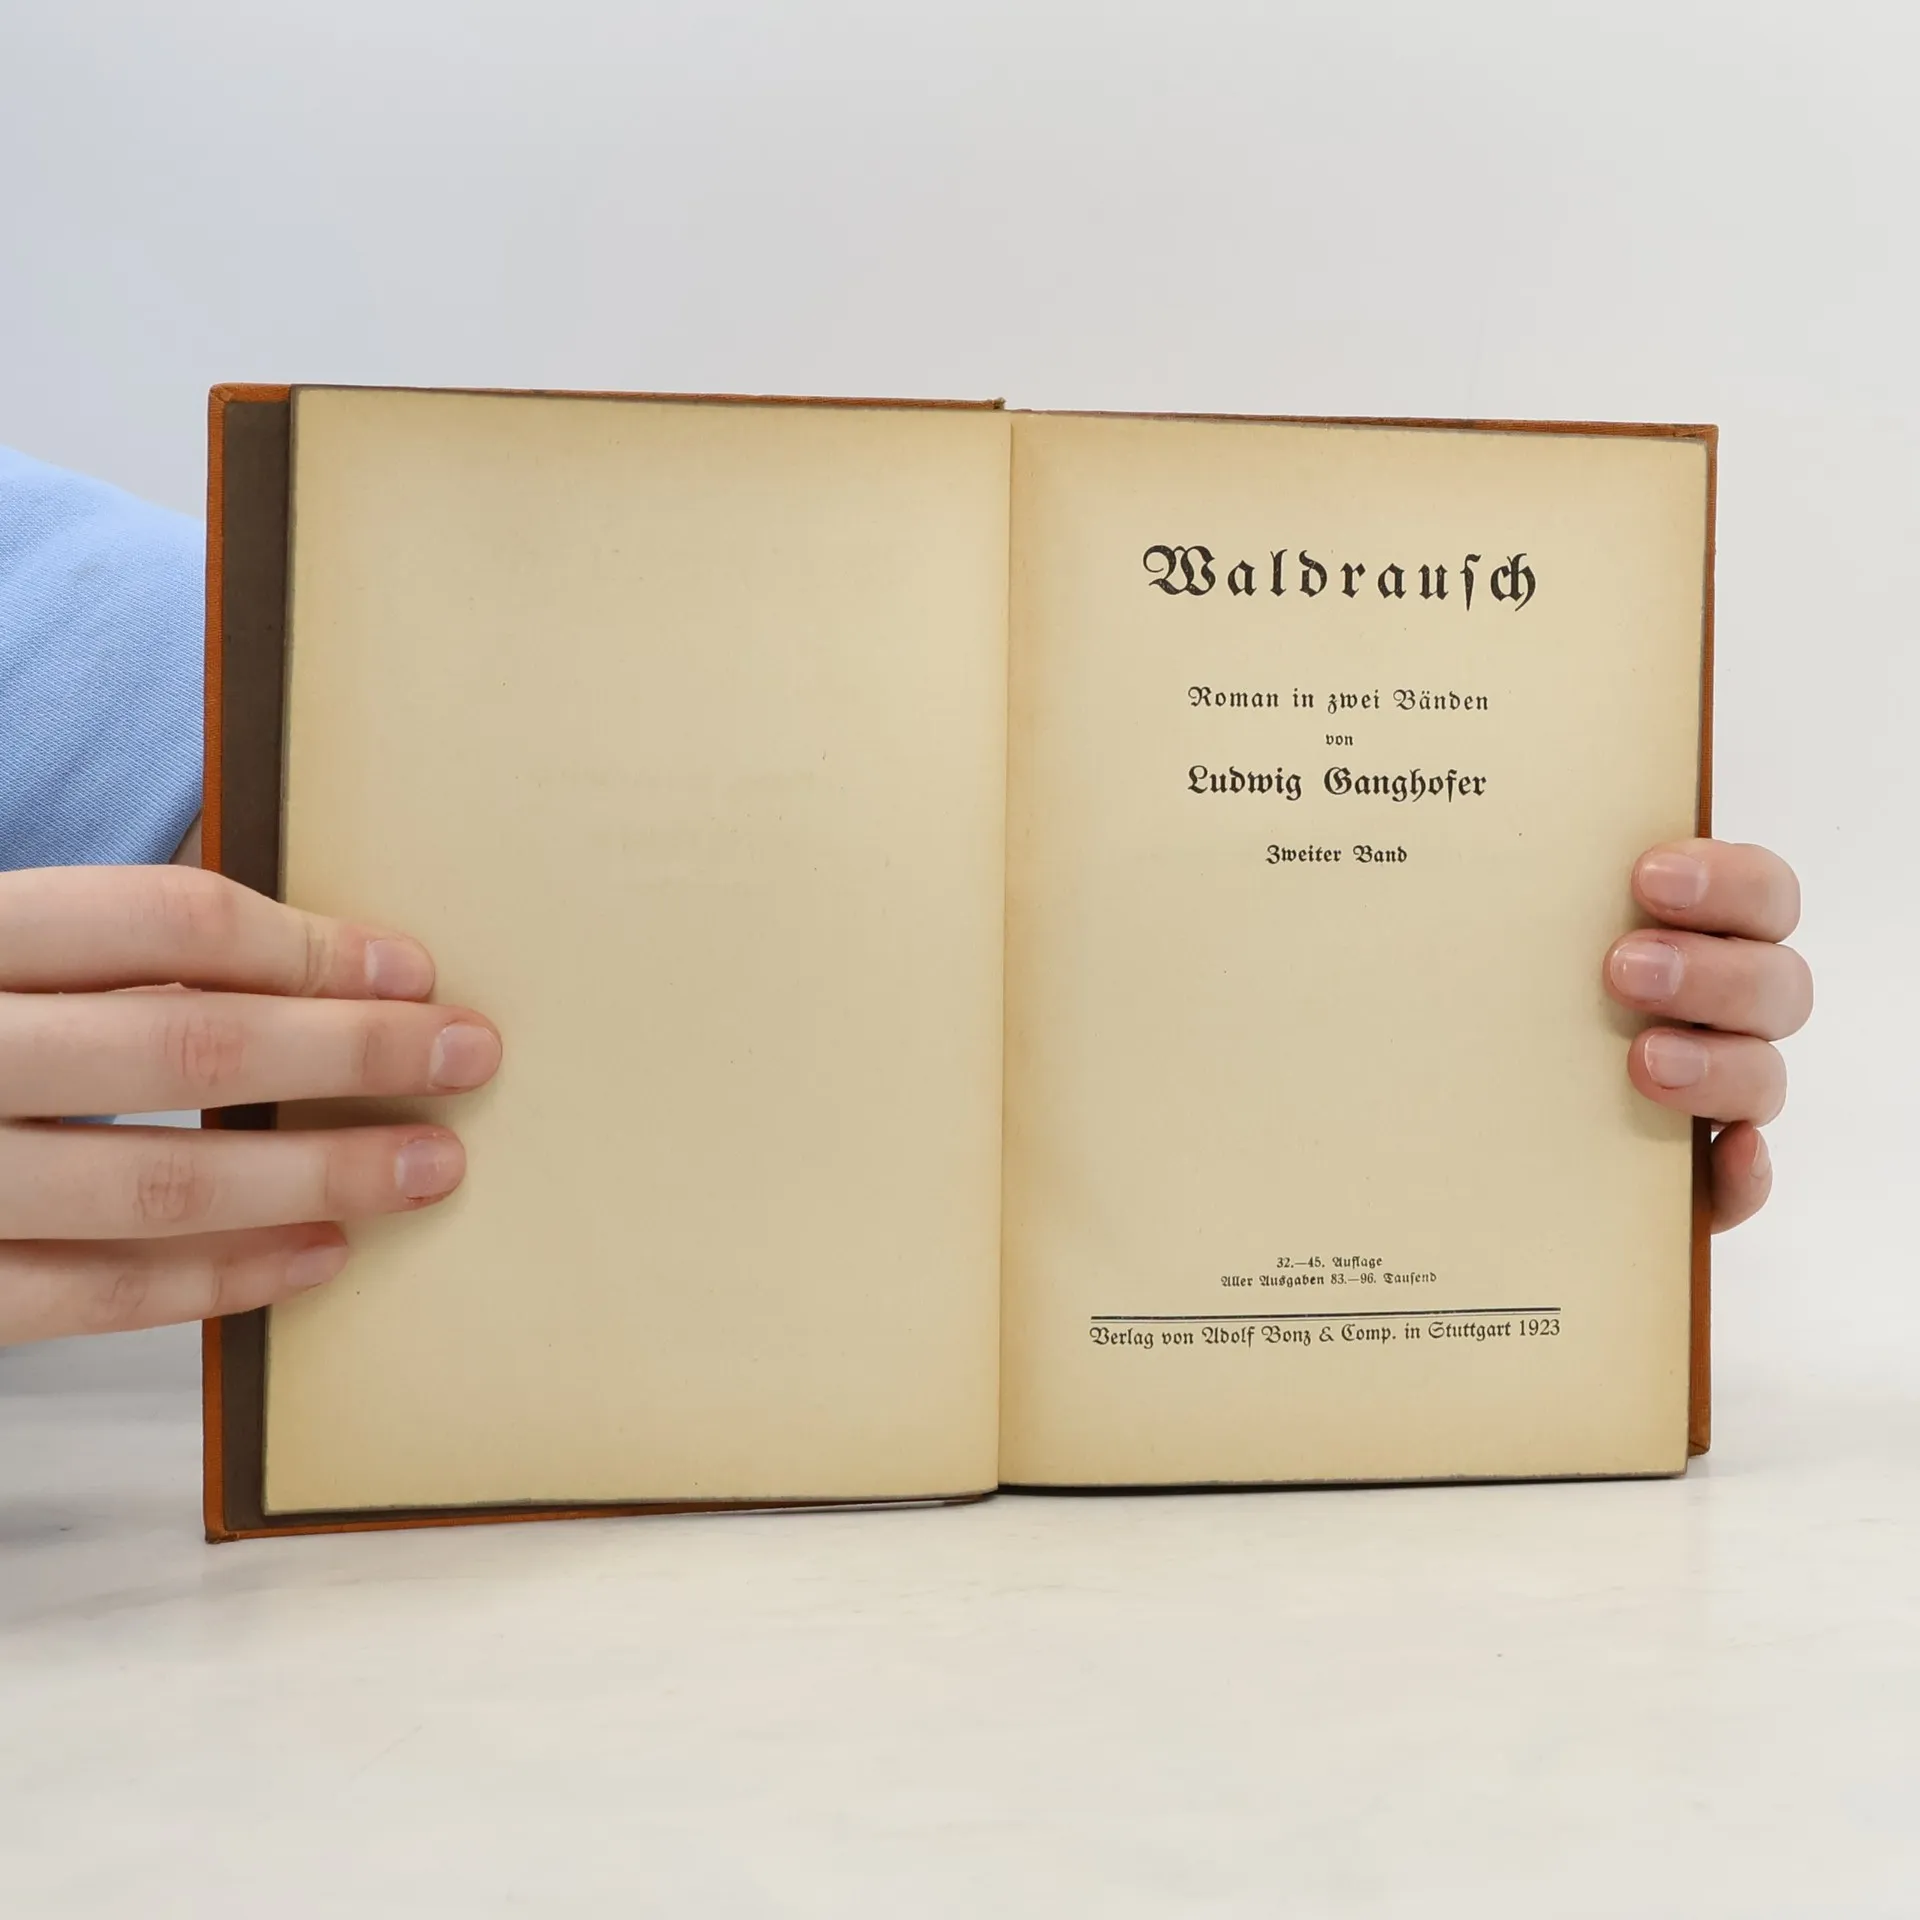 Waldrauſch
Roman in zwei Bänden
von
Ludwig Ganghofer
Zweiter Band
32.—45. Auflage
Aller Ausgaben 83.—96. Tauſend
Verlag von Adolf Bonz & Comp. in Stuttgart 1923